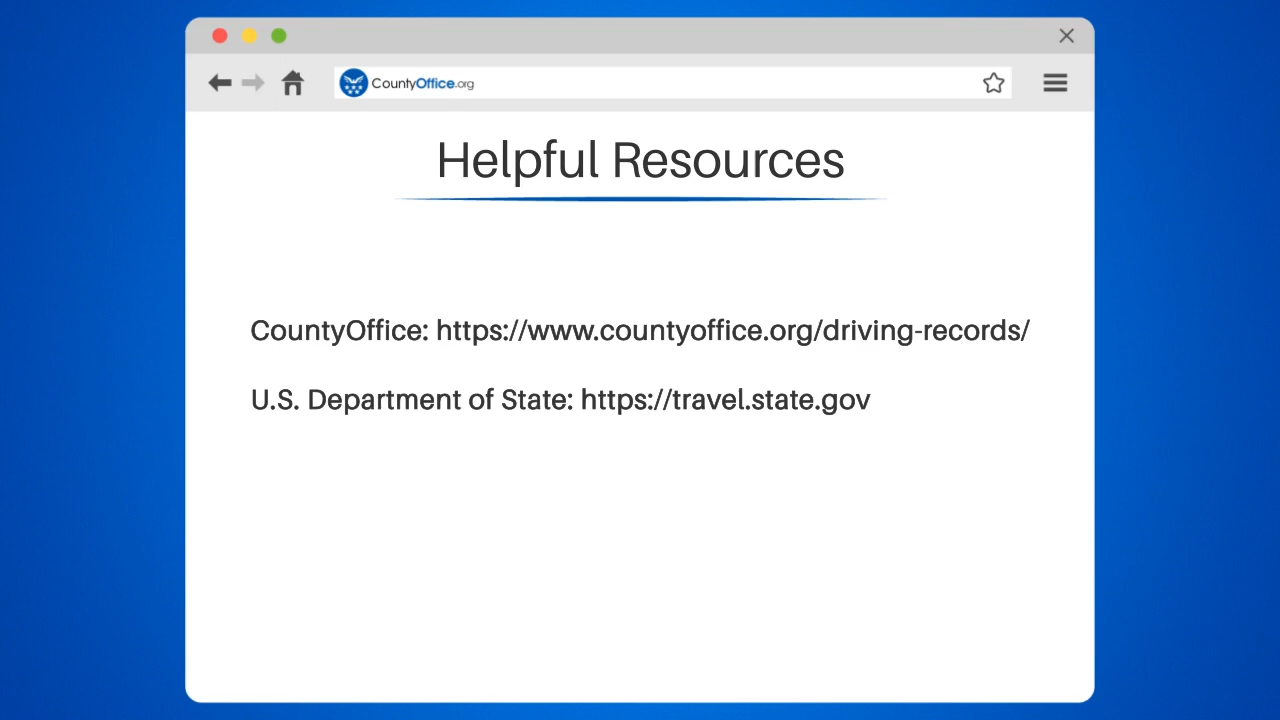 CountyOffice.org
Helpful Resources
CountyOffice: https://www.countyoffice.org/driving-records/
U.S. Department of State: https://travel.state.gov